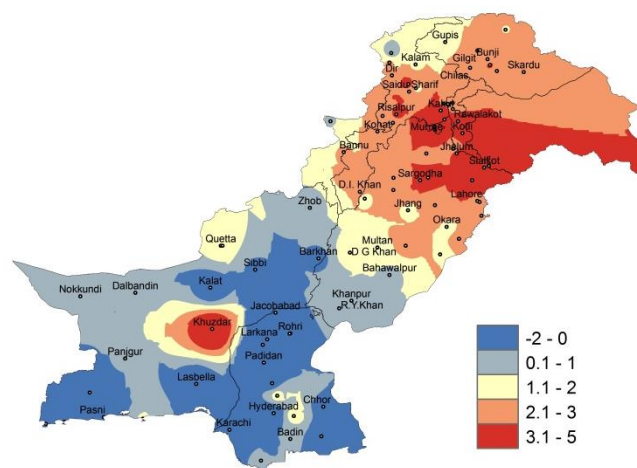 Gupis
Kalam
Bunji
Gilgit
Skardu
Dir
Chilas
Saidu Sharif
Kakul
Risalpur
Rawalakot
Kohat
Murree
Kotli
Bannu
Jhelum
Sialkot
Sargodha
D.I. Khan
Lahore
Zhob
Jhang
Okara
Quetta
Multan
Barkhan
D G Khan
Sibbi
Bahawalpur
Kalat
Dalbandin
Nokkundi
Khanpur
R.Y.Khan
Jacobabad
Khuzdar
Larkana
Rohri
Panjgur
Padidan
Lasbella
Pasni
Hyderabad
Chhor
Karachi
Badin
-2 - 0
0.1 - 1
1.1 - 2
2.1 - 3
3.1 - 5